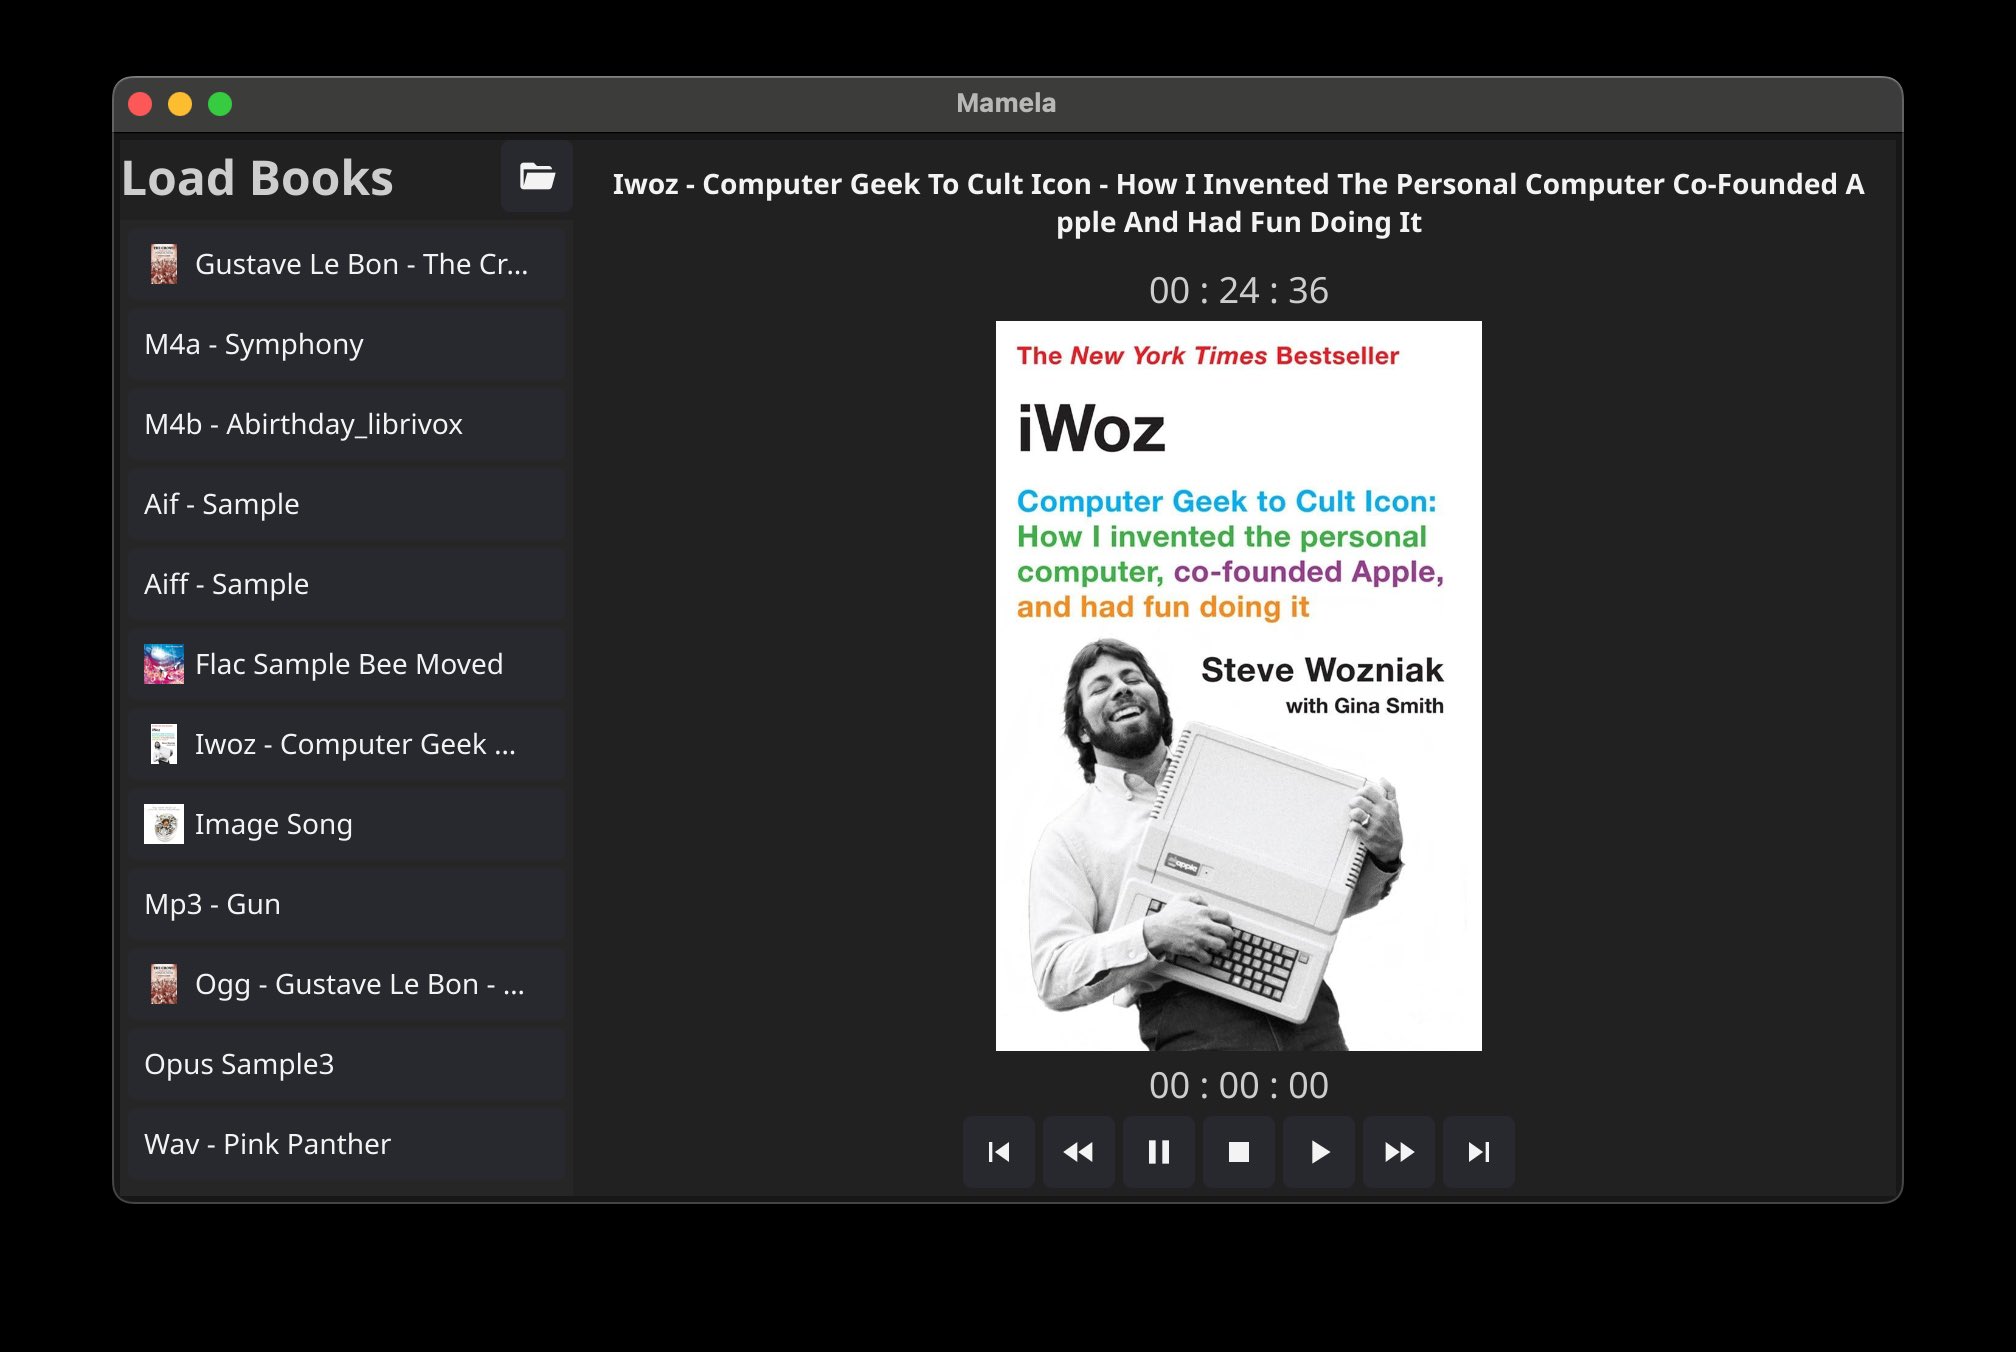 Mamela
Load Books
Gustave Le Bon - The Cr...
M4a - Symphony
M4b - Abirthday_librivox
Aif - Sample
Aiff - Sample
Flac Sample Bee Moved
Iwoz - Computer Geek ...
Image Song
Mp3 - Gun
Ogg - Gustave Le Bon - ...
Opus Sample3
Wav - Pink Panther
Iwoz - Computer Geek To Cult Icon - How I Invented The Personal Computer Co-Founded A
pple And Had Fun Doing It
00 : 24 : 36
The New York Times Bestseller
iWoz
Computer Geek to Cult Icon:
How I invented the personal
computer, co-founded Apple,
and had fun doing it
Steve Wozniak
with Gina Smith
apple
00 : 00 : 00